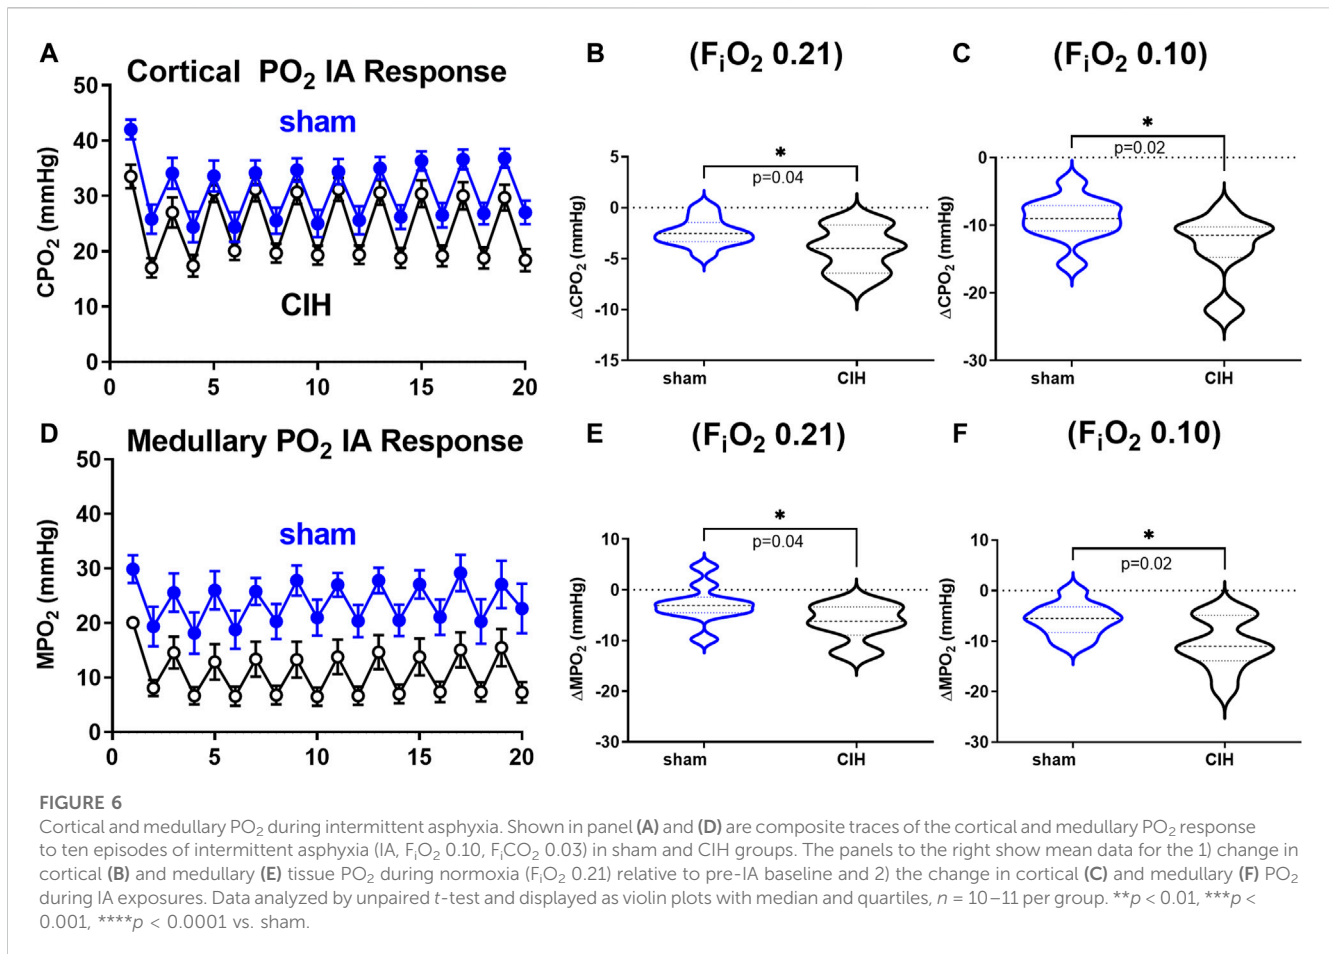 A
Cortical PO2 IA Response
sham
CIH
CPO2 (mmHg)
50
40
30
20
10
0
0 5 10 15 20
B
(FiO2 0.21)
*
p=0.04
ΔCPO2 (mmHg)
5
0
-5
-10
-15
sham CIH
C
(FiO2 0.10)
*
p=0.02
ΔCPO2 (mmHg)
0
-10
-20
-30
sham CIH
D
Medullary PO2 IA Response
sham
MPO2 (mmHg)
50
40
30
20
10
0
0 5 10 15 20
E
(FiO2 0.21)
*
p=0.04
ΔMPO2 (mmHg)
10
0
-10
-20
-30
sham CIH
F
(FiO2 0.10)
*
p=0.02
ΔMPO2 (mmHg)
10
0
-10
-20
-30
sham CIH
FIGURE 6
Cortical and medullary PO2 during intermittent asphyxia. Shown in panel (A) and (D) are composite traces of the cortical and medullary PO2 response
to ten episodes of intermittent asphyxia (IA, FiO2 0.10, FiCO2 0.03) in sham and CIH groups. The panels to the right show mean data for the 1) change in
cortical (B) and medullary (E) tissue PO2 during normoxia (FiO2 0.21) relative to pre-IA baseline and 2) the change in cortical (C) and medullary (F) PO2
during IA exposures. Data analyzed by unpaired t-test and displayed as violin plots with median and quartiles, n = 10–11 per group. **p < 0.01, ***p <
0.001, ****p < 0.0001 vs. sham.